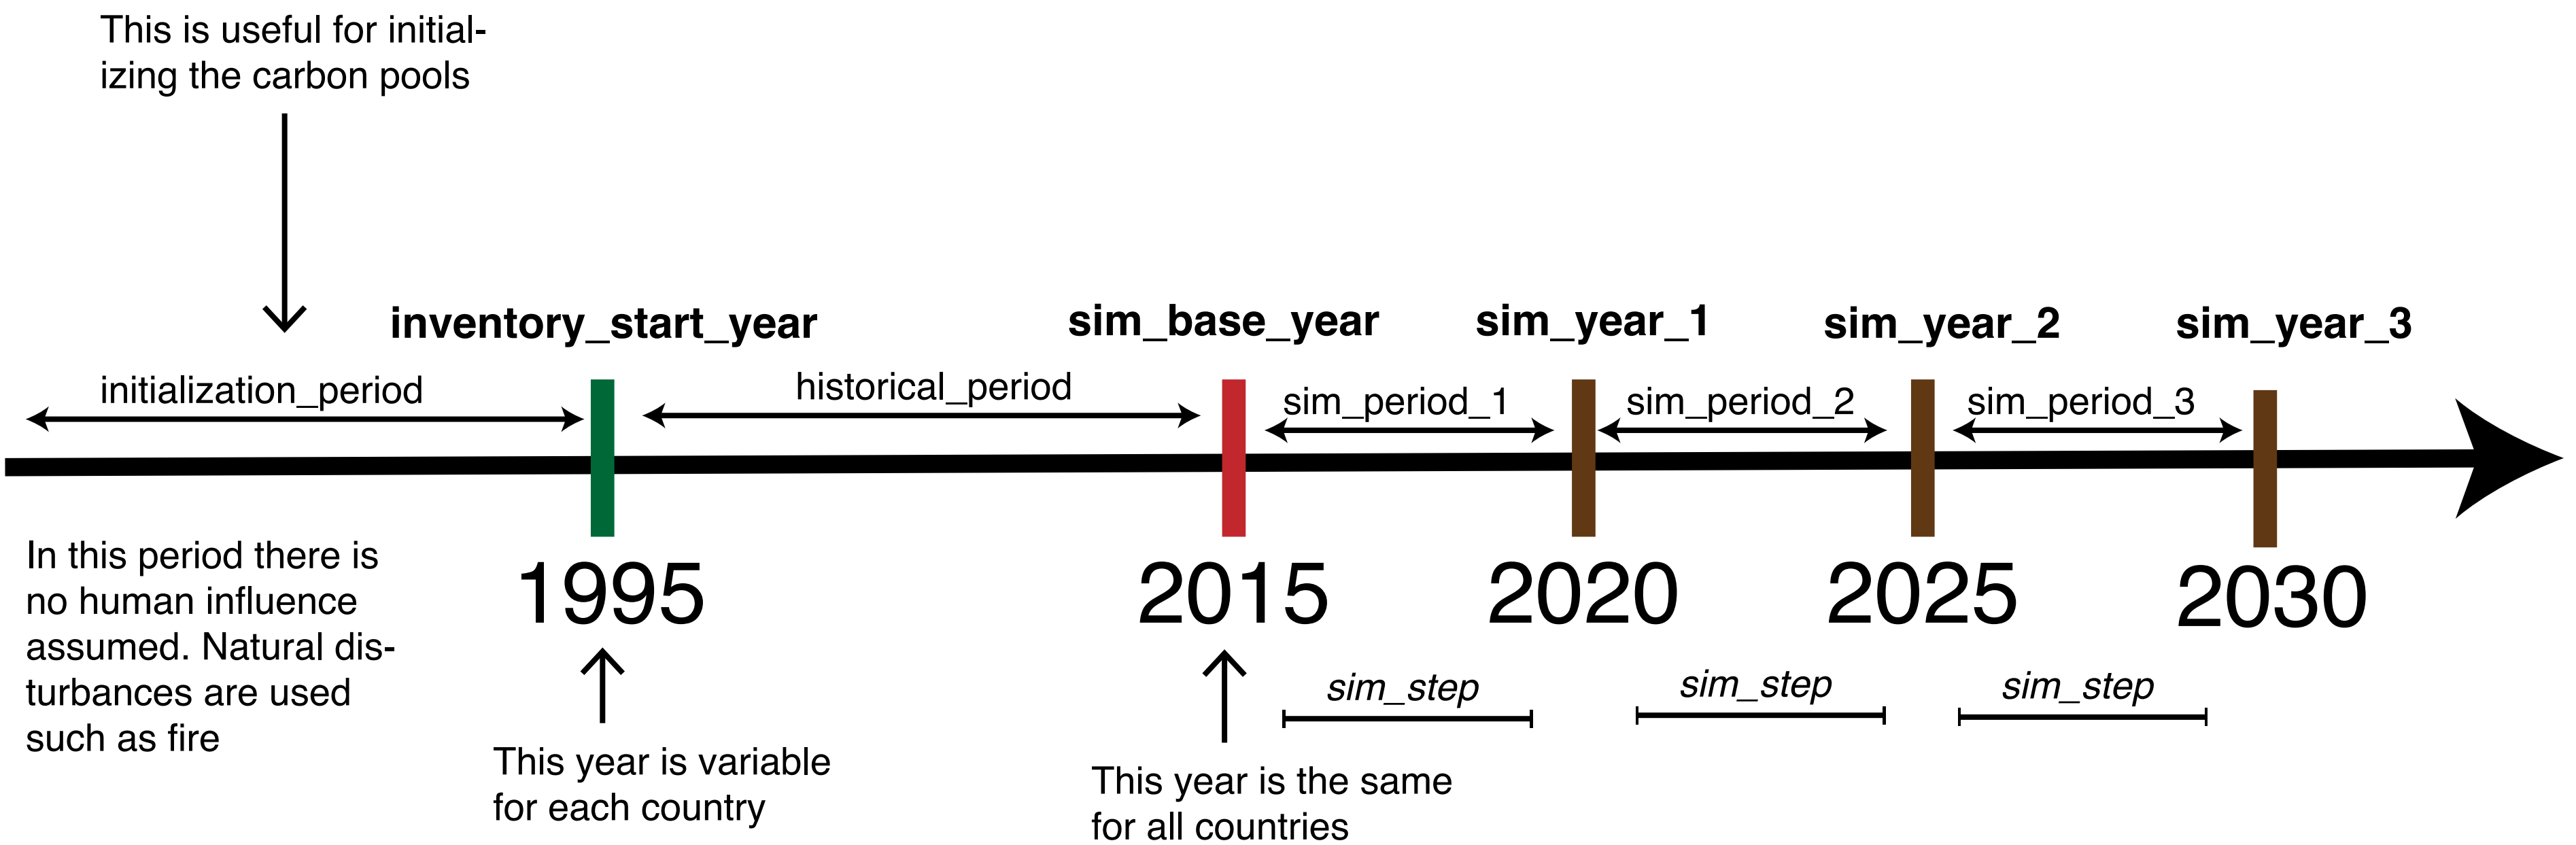 This is useful for initial-
izing the carbon pools
inventory_start_year
sim_base_year
sim_year_1
sim_year_2
sim_year_3
initialization_period
historical_period
sim_period_1
sim_period_2
sim_period_3
In this period there is
no human influence
assumed. Natural dis-
turbances are used
such as fire
1995
2015
2020
2025
2030
sim_step
sim_step
sim_step
This year is variable
for each country
This year is the same
for all countries